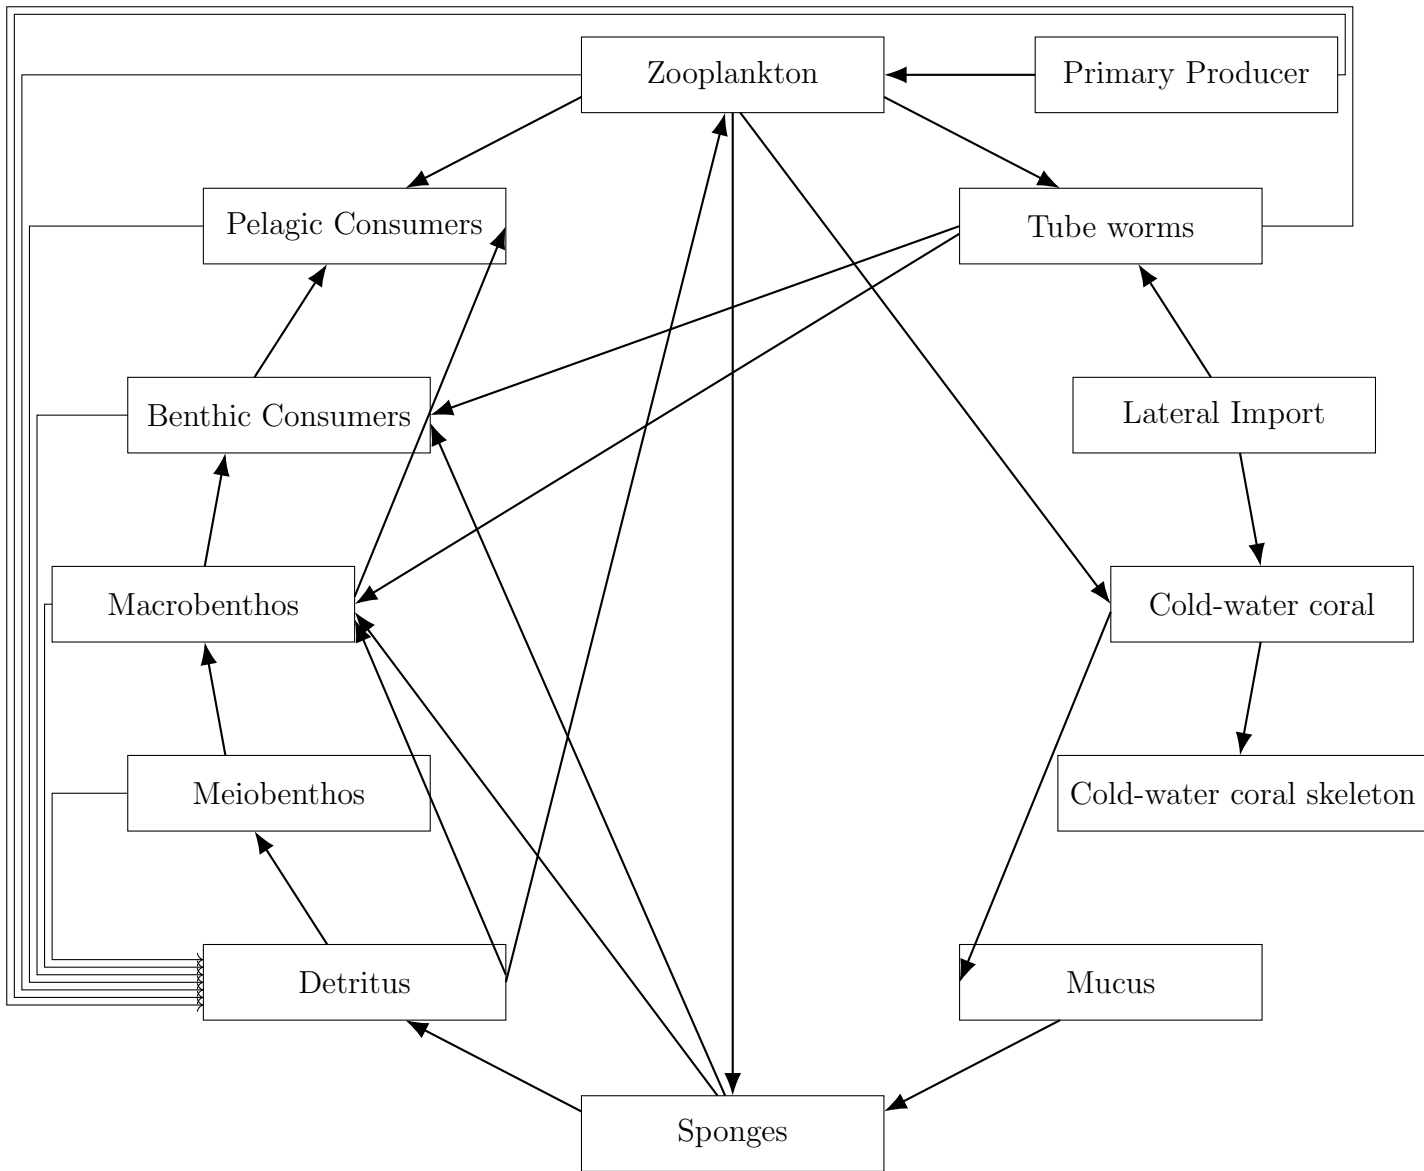 Zooplankton
Primary Producer
Pelagic Consumers
Tube worms
Benthic Consumers
Lateral Import
Macrobenthos
Cold-water coral
Meiobenthos
Cold-water coral skeleton
Detritus
Mucus
Sponges